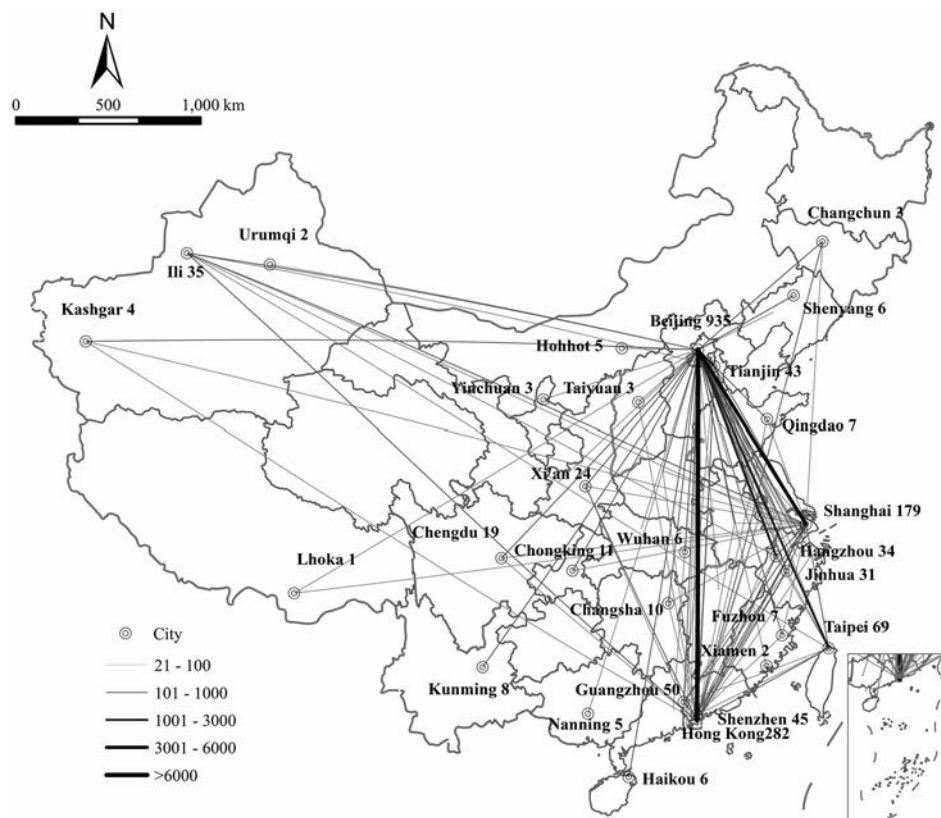 N
0 500 1,000 km
Changchun 3
Urumqi 2
Ili 35
Shenyang 6
Kashgar 4
Beijing 935
Hohhot 5
Tianjin 43
Yinchuan 3
Taiyuan 3
Qingdao 7
Xi'an 24
Shanghai 179
Chengdu 19
Wuhan 6
Chongking 11
Hangzhou 34
Lhoka 1
Jinhua 31
Changsha 10
Fuzhou 7
Taipei 69
City
Xiamen 2
21 - 100
Kunming 8
Guangzhou 50
101 - 1000
Nanning 5
Shenzhen 45
1001 - 3000
Hong Kong282
3001 - 6000
>6000
Haikou 6